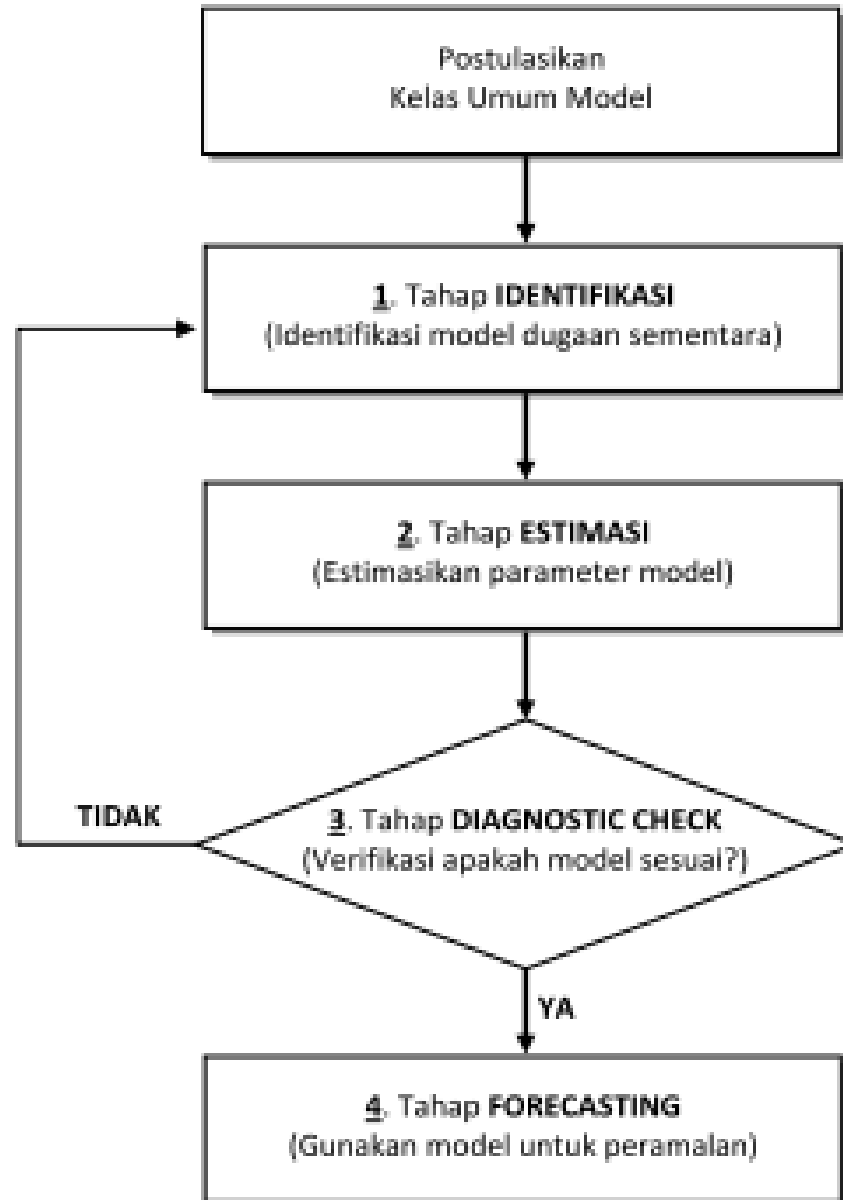 Postulasikan
Kelas Umum Model
1. Tahap IDENTIFIKASI
(Identifikasi model dugaan sementara)
2. Tahap ESTIMASI
(Estimasikan parameter model)
TIDAK
3. Tahap DIAGNOSTIC CHECK
(Verifikasi apakah model sesuai?)
YA
4. Tahap FORECASTING
(Gunakan model untuk peramalan)